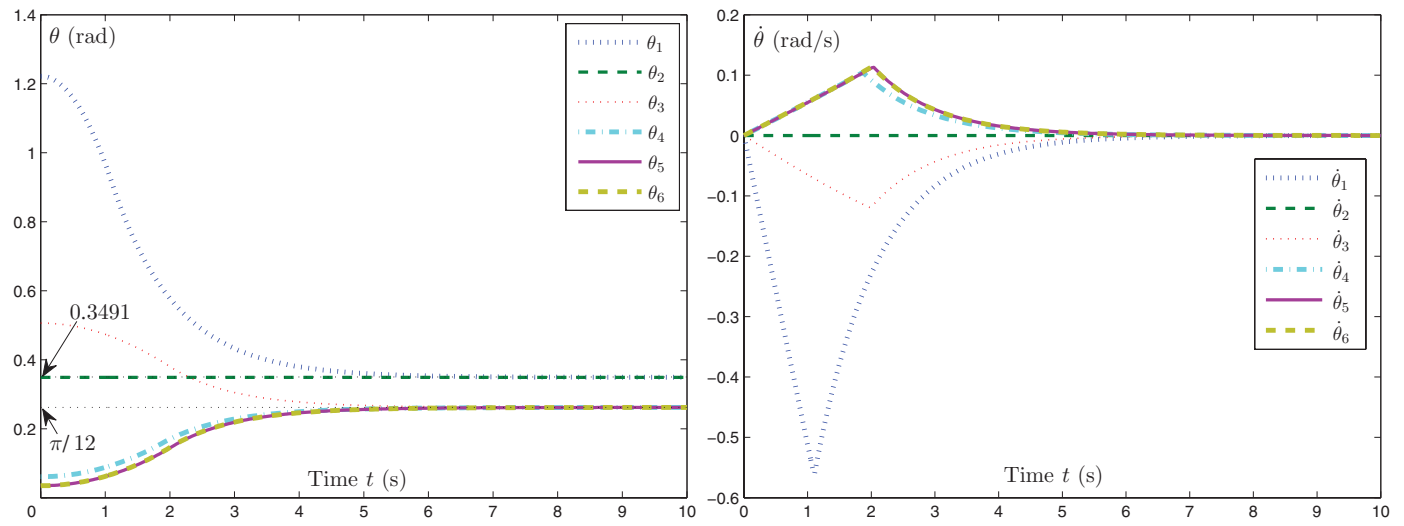 1.4
θ (rad)
1.2
1
0.8
0.6
0.4
0.2
0
0.3491
π/12
θ₁
θ₂
θ₃
θ₄
θ₅
θ₆
Time t (s)
0 1 2 3 4 5 6 7 8 9 10
0.2
θ̇ (rad/s)
0.1
0
−0.1
−0.2
−0.3
−0.4
−0.5
−0.6
θ̇₁
θ̇₂
θ̇₃
θ̇₄
θ̇₅
θ̇₆
Time t (s)
0 1 2 3 4 5 6 7 8 9 10